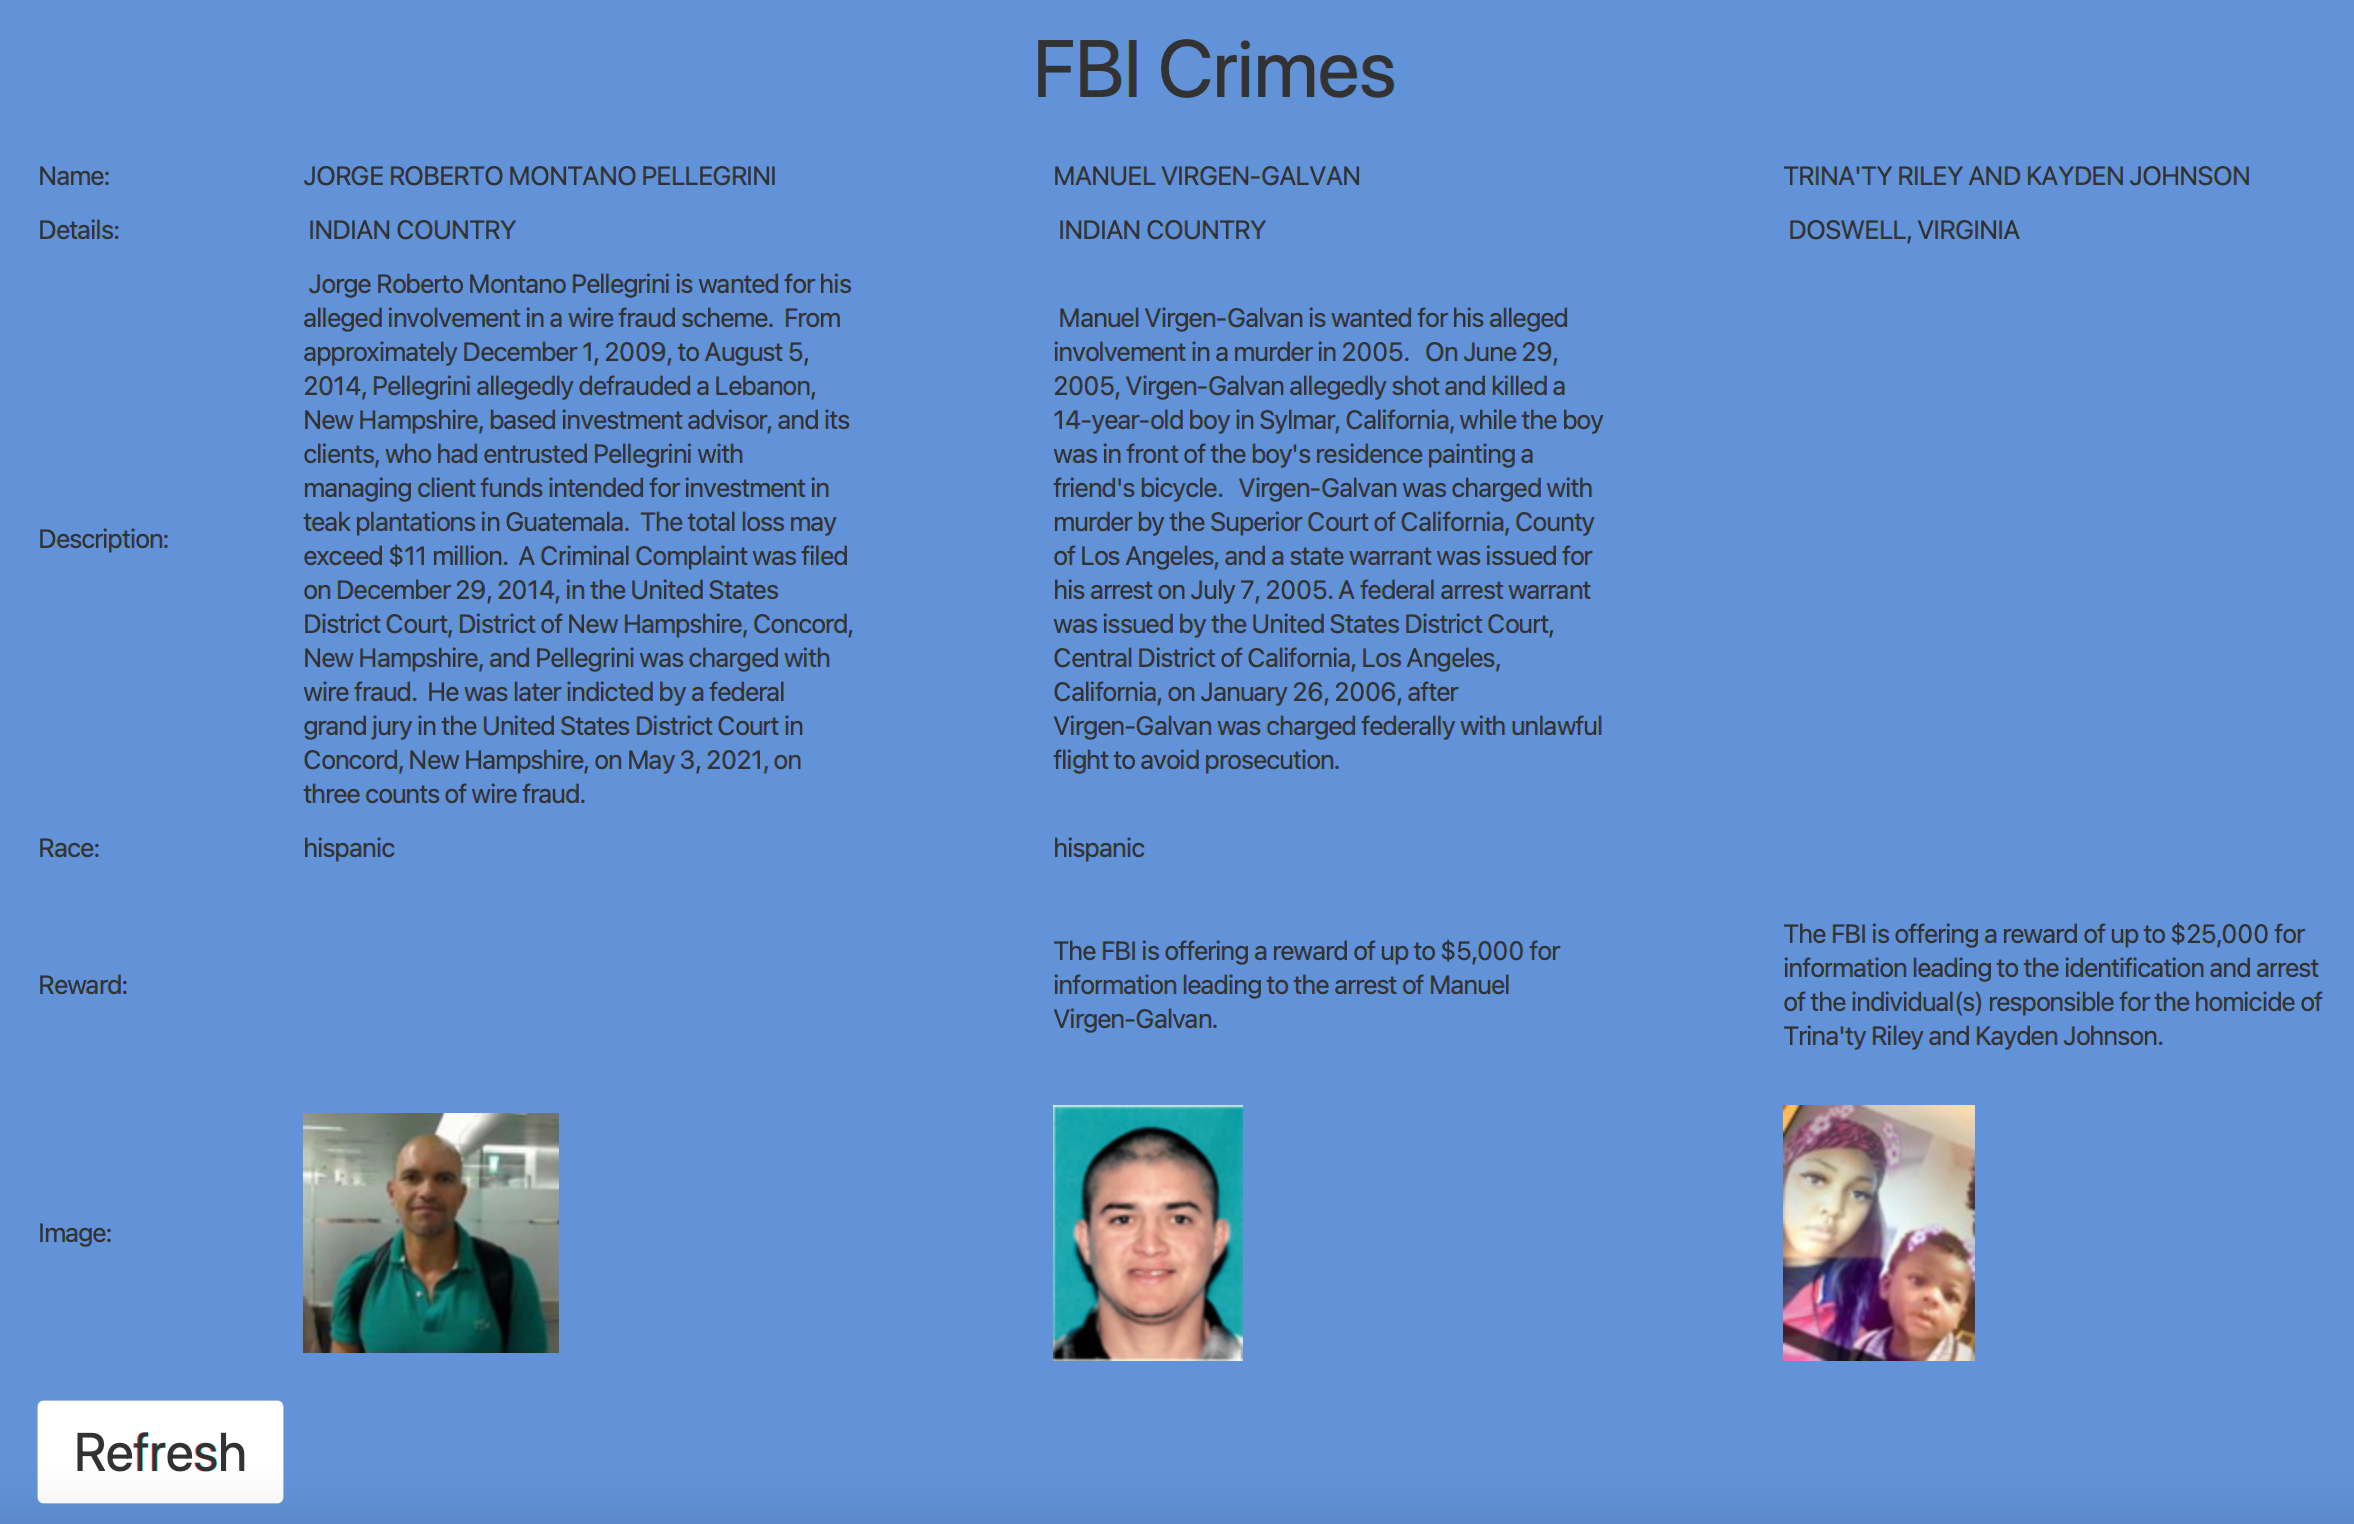 FBI Crimes
Name:
JORGE ROBERTO MONTANO PELLEGRINI
MANUEL VIRGEN-GALVAN
TRINA'TY RILEY AND KAYDEN JOHNSON
Details:
INDIAN COUNTRY
INDIAN COUNTRY
DOSWELL, VIRGINIA
Description:
Jorge Roberto Montano Pellegrini is wanted for his
alleged involvement in a wire fraud scheme.  From
approximately December 1, 2009, to August 5,
2014, Pellegrini allegedly defrauded a Lebanon,
New Hampshire, based investment advisor, and its
clients, who had entrusted Pellegrini with
managing client funds intended for investment in
teak plantations in Guatemala.  The total loss may
exceed $11 million.  A Criminal Complaint was filed
on December 29, 2014, in the United States
District Court, District of New Hampshire, Concord,
New Hampshire, and Pellegrini was charged with
wire fraud.  He was later indicted by a federal
grand jury in the United States District Court in
Concord, New Hampshire, on May 3, 2021, on
three counts of wire fraud.
Manuel Virgen-Galvan is wanted for his alleged
involvement in a murder in 2005.   On June 29,
2005, Virgen-Galvan allegedly shot and killed a
14-year-old boy in Sylmar, California, while the boy
was in front of the boy's residence painting a
friend's bicycle.   Virgen-Galvan was charged with
murder by the Superior Court of California, County
of Los Angeles, and a state warrant was issued for
his arrest on July 7, 2005. A federal arrest warrant
was issued by the United States District Court,
Central District of California, Los Angeles,
California, on January 26, 2006, after
Virgen-Galvan was charged federally with unlawful
flight to avoid prosecution.
Race:
hispanic
hispanic
Reward:
The FBI is offering a reward of up to $5,000 for
information leading to the arrest of Manuel
Virgen-Galvan.
The FBI is offering a reward of up to $25,000 for
information leading to the identification and arrest
of the individual(s) responsible for the homicide of
Trina'ty Riley and Kayden Johnson.
Image:
Refresh